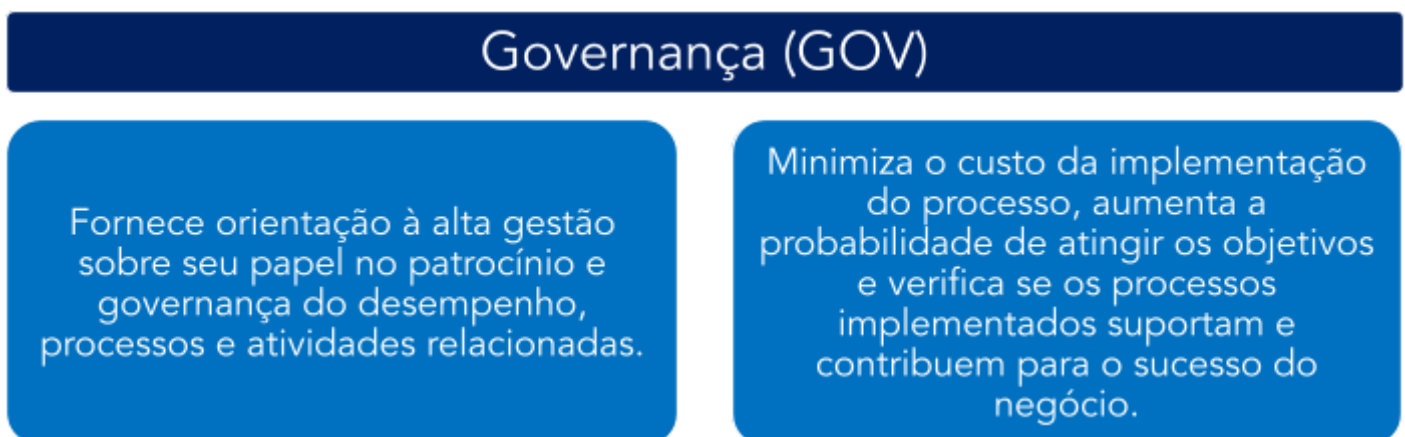 Governança (GOV)
Fornece orientação à alta gestão
sobre seu papel no patrocínio e
governança do desempenho,
processos e atividades relacionadas.
Minimiza o custo da implementação
do processo, aumenta a
probabilidade de atingir os objetivos
e verifica se os processos
implementados suportam e
contribuem para o sucesso do
negócio.